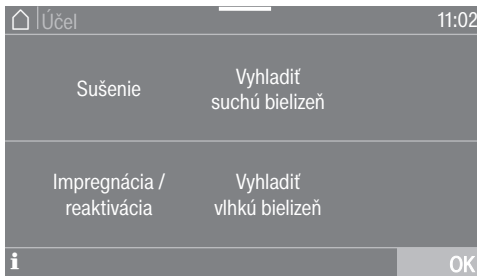 Účel 11:02
Sušenie
Vyhladiť
suchú bielizeň
Impregnácia /
reaktivácia
Vyhladiť
vlhkú bielizeň
i OK